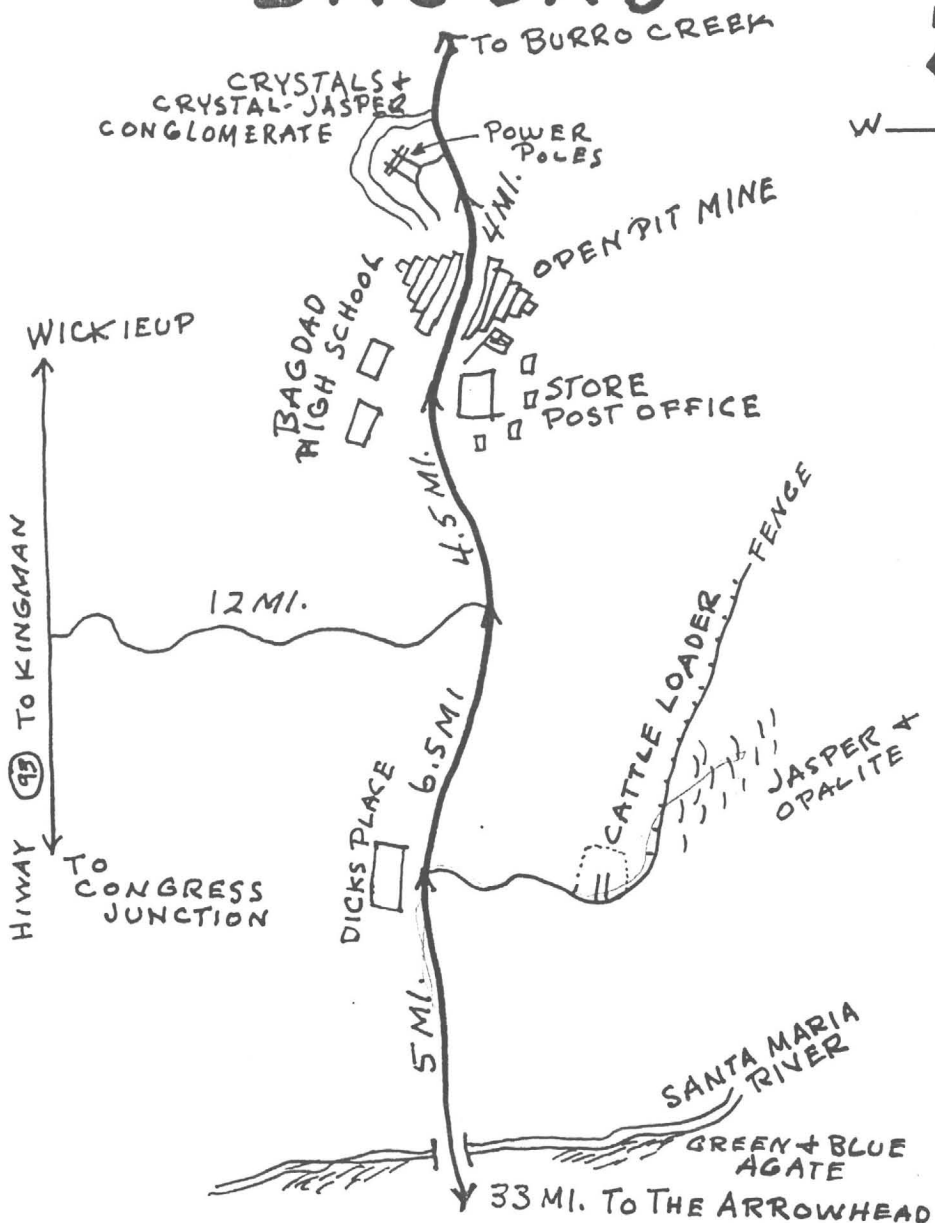 TO BURRO CREEK
CRYSTALS &
CRYSTAL-JASPER
CONGLOMERATE
POWER
POLES
W
4 MI.
OPEN PIT MINE
BAGDAD
HIGH SCHOOL
WICKIEUP
STORE
POST OFFICE
4.5 MI.
FENCE
12 MI.
HIWAY 93 TO KINGMAN
CATTLE LOADER
6.5 MI
JASPER &
OPALITE
DICKS PLACE
TO
CONGRESS
JUNCTION
5 MI.
SANTA MARIA
RIVER
GREEN & BLUE
AGATE
33 MI. TO THE ARROWHEAD